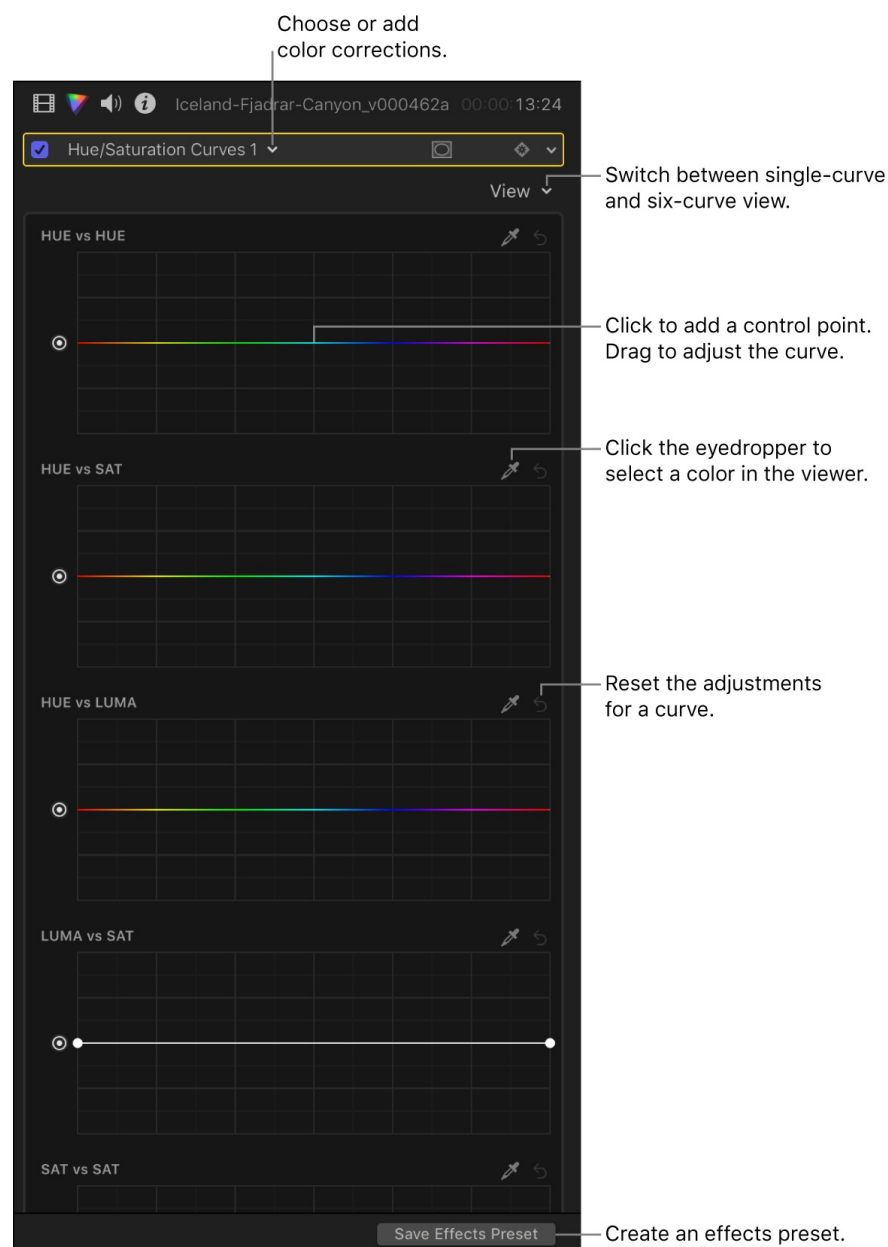 Choose or add
color corrections.
Iceland-Fjadrar-Canyon_v000462a 00:00:13:24
Hue/Saturation Curves 1
View
Switch between single-curve
and six-curve view.
HUE vs HUE
Click to add a control point.
Drag to adjust the curve.
HUE vs SAT
Click the eyedropper to
select a color in the viewer.
HUE vs LUMA
Reset the adjustments
for a curve.
LUMA vs SAT
SAT vs SAT
Save Effects Preset
Create an effects preset.